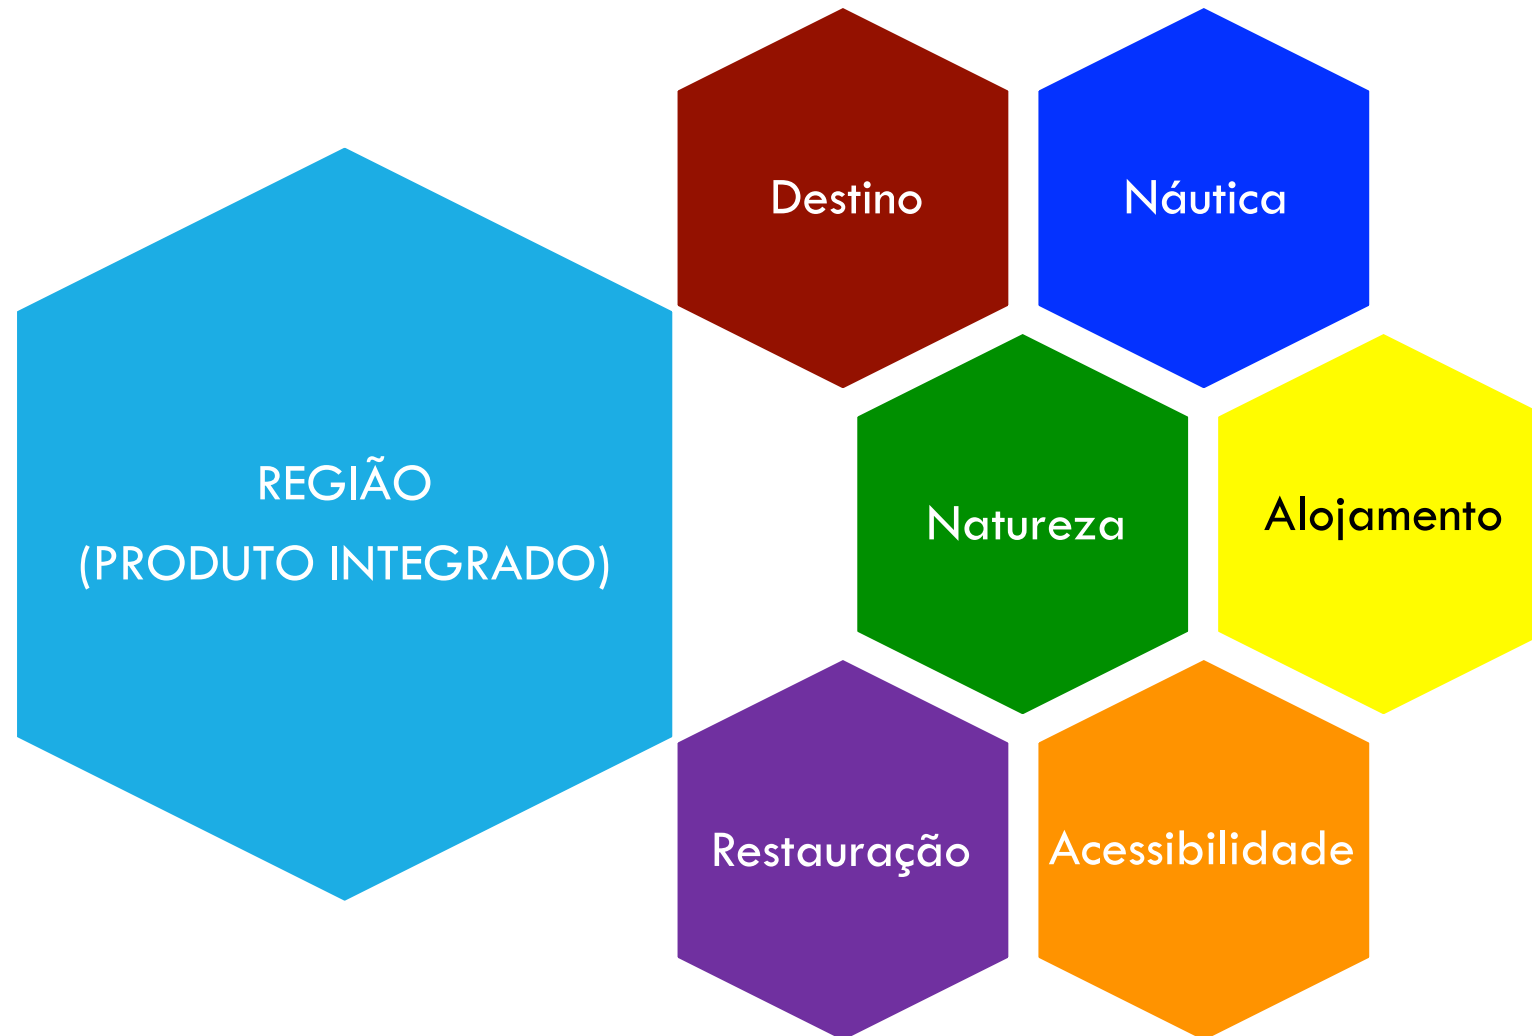 REGIÃO
(PRODUTO INTEGRADO)
Destino
Náutica
Natureza
Alojamento
Restauração
Acessibilidade